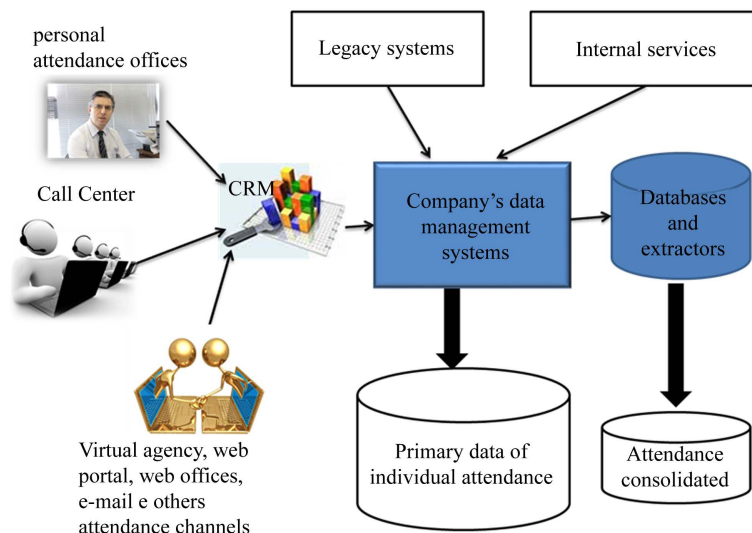 personal
attendance offices
Legacy systems
Internal services
Call Center
CRM
Company's data
management
systems
Databases
and
extractors
Virtual agency, web
portal, web offices,
e-mail e others
attendance channels
Primary data of
individual attendance
Attendance
consolidated